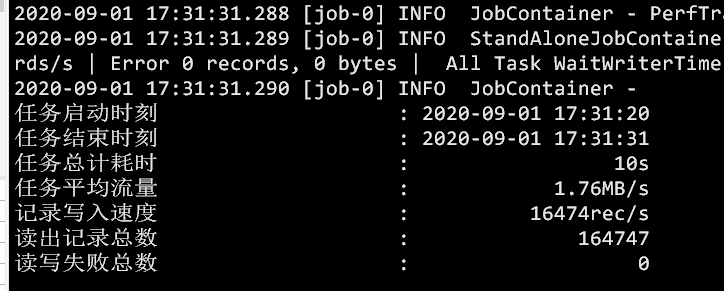 2020-09-01 17:31:31.288 [job-0] INFO  JobContainer - PerfTr
2020-09-01 17:31:31.289 [job-0] INFO  StandAloneJobContaine
rds/s | Error 0 records, 0 bytes |  All Task WaitWriterTime
2020-09-01 17:31:31.290 [job-0] INFO  JobContainer -
任务启动时刻                    : 2020-09-01 17:31:20
任务结束时刻                    : 2020-09-01 17:31:31
任务总计耗时                    :                 10s
任务平均流量                    :            1.76MB/s
记录写入速度                    :          16474rec/s
读出记录总数                    :              164747
读写失败总数                    :                   0